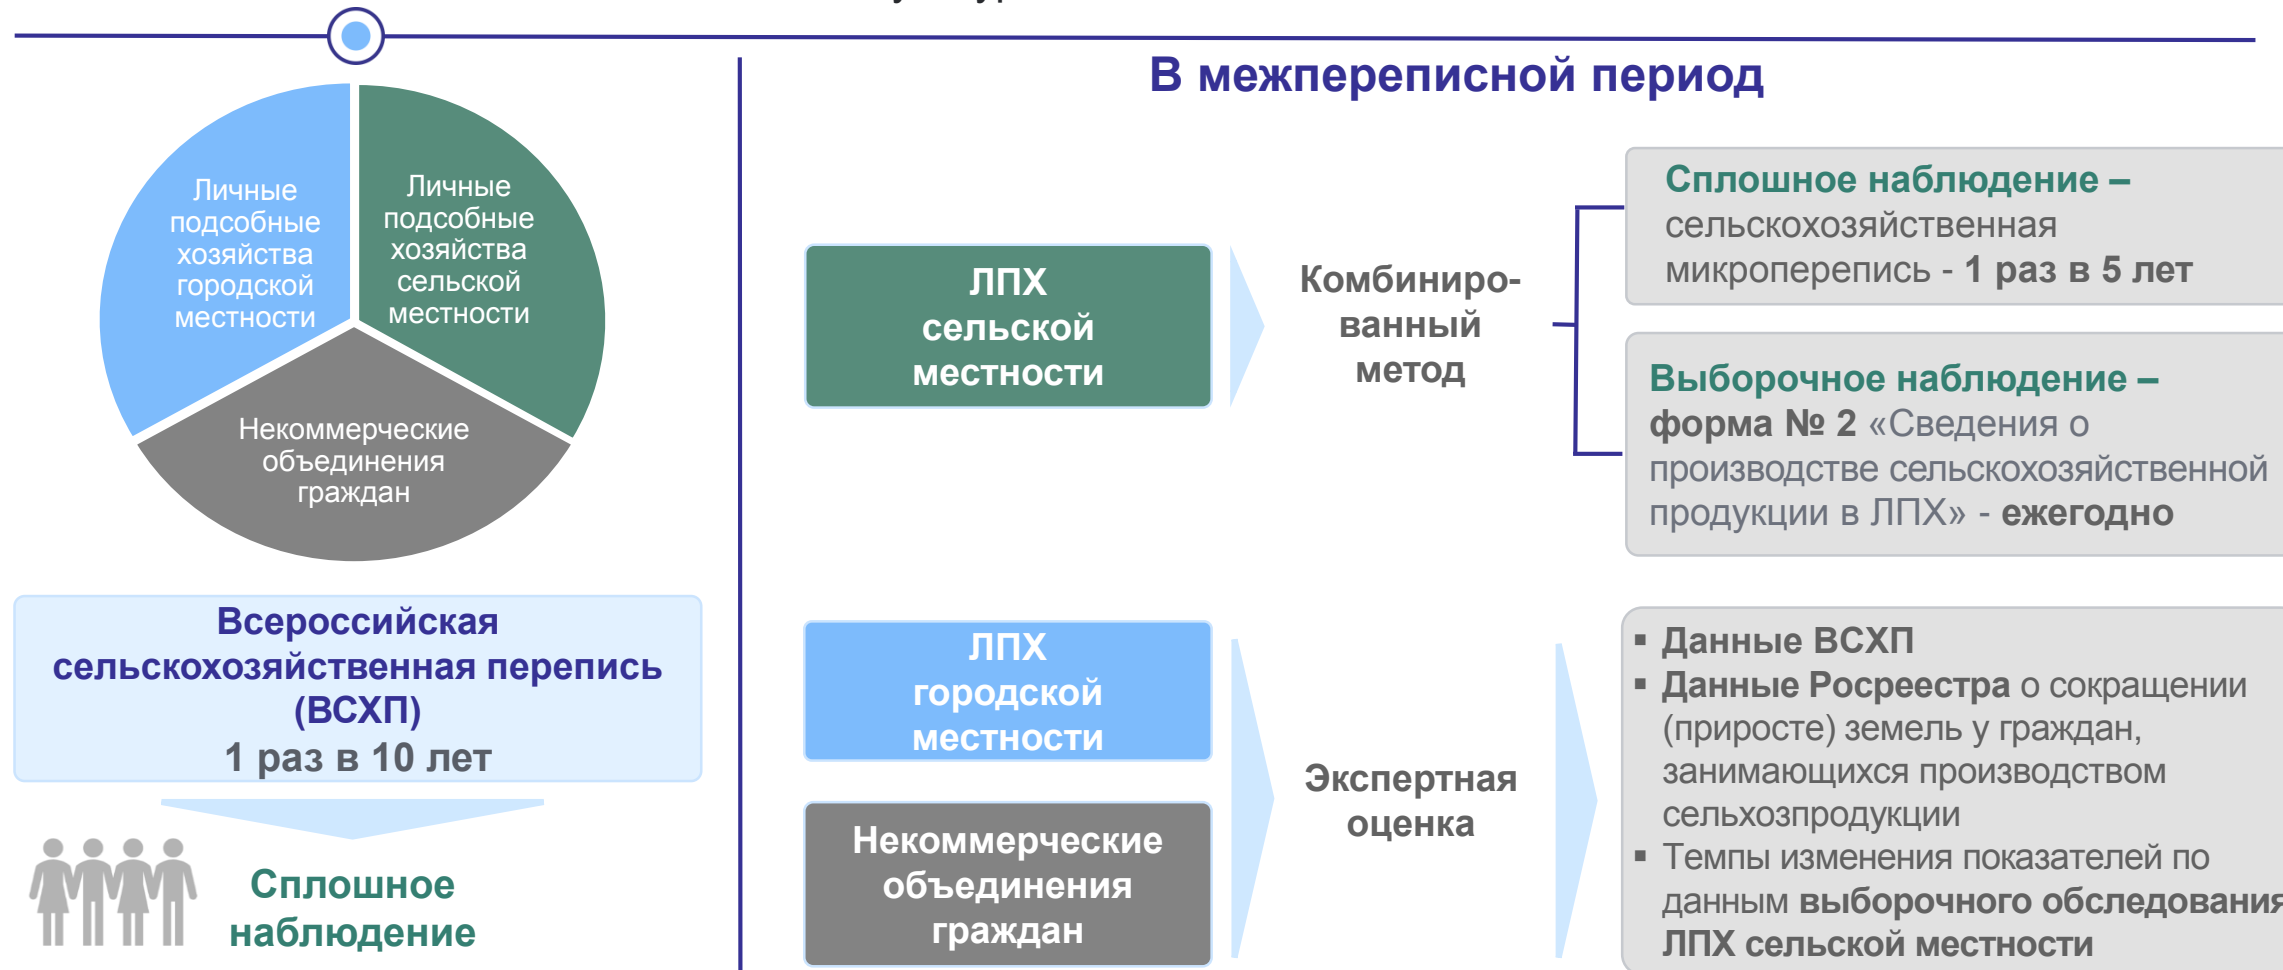 В межпереписной период
Личные
подсобные
хозяйства
городской
местности
Личные
подсобные
хозяйства
сельской
местности
Некоммерческие
объединения
граждан
Всероссийская
сельскохозяйственная перепись
(ВСХП)
1 раз в 10 лет
Сплошное
наблюдение
ЛПХ
сельской
местности
Комбиниро-
ванный
метод
Сплошное наблюдение –
сельскохозяйственная
микроперепись - 1 раз в 5 лет
Выборочное наблюдение –
форма № 2 «Сведения о
производстве сельскохозяйственной
продукции в ЛПХ» - ежегодно
ЛПХ
городской
местности
Некоммерческие
объединения
граждан
Экспертная
оценка
▪ Данные ВСХП
▪ Данные Росреестра о сокращении
(приросте) земель у граждан,
занимающихся производством
сельхозпродукции
▪ Темпы изменения показателей по
данным выборочного обследования
ЛПХ сельской местности